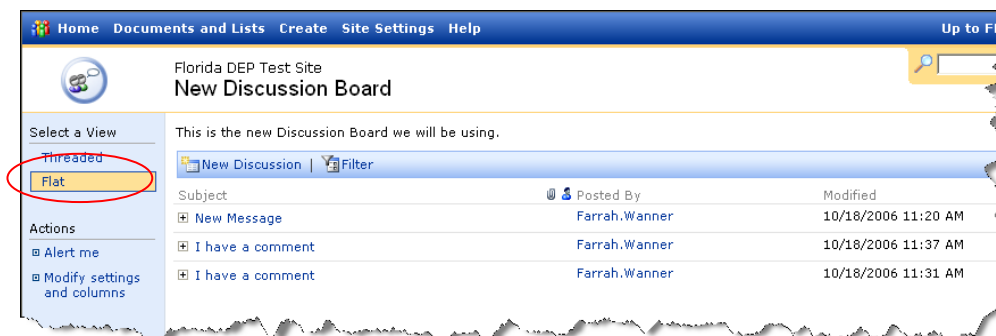 Home Documents and Lists Create Site Settings Help Up to
Florida DEP Test Site
New Discussion Board
Select a View
Threaded
Flat
Actions
Alert me
Modify settings
and columns
This is the new Discussion Board we will be using.
New Discussion | Filter
Subject Posted By Modified
New Message Farrah.Wanner 10/18/2006 11:20 AM
I have a comment Farrah.Wanner 10/18/2006 11:37 AM
I have a comment Farrah.Wanner 10/18/2006 11:31 AM